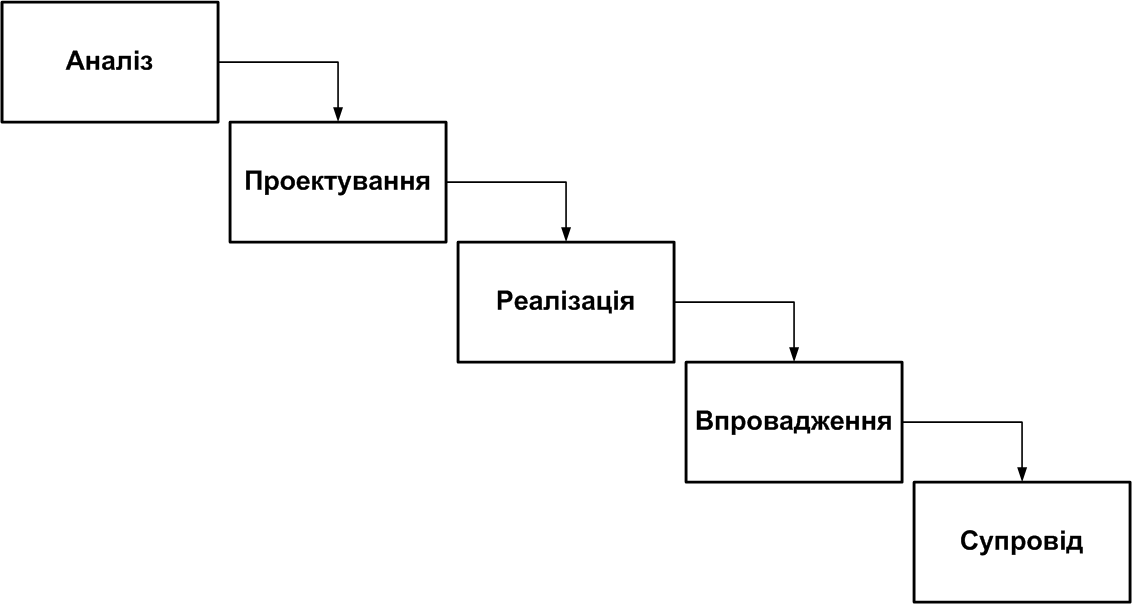 Аналіз
Проектування
Реалізація
Впровадження
Супровід